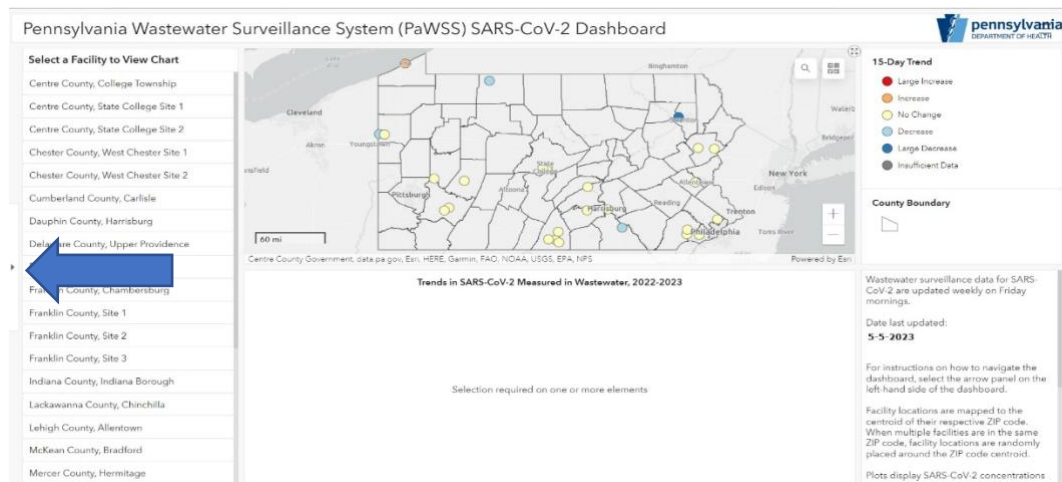 Pennsylvania Wastewater Surveillance System (PaWSS) SARS-CoV-2 Dashboard
pennsylvania
DEPARTMENT OF HEALTH
Select a Facility to View Chart
Centre County, College Township
Centre County, State College Site 1
Centre County, State College Site 2
Chester County, West Chester Site 1
Chester County, West Chester Site 2
Cumberland County, Carlisle
Dauphin County, Harrisburg
Delaware County, Upper Providence
Franklin County, Chambersburg
Franklin County, Site 1
Franklin County, Site 2
Franklin County, Site 3
Indiana County, Indiana Borough
Lackawanna County, Chinchilla
Lehigh County, Allentown
McKean County, Bradford
Mercer County, Hermitage
Binghamton
Cleveland
Akron
Youngstown
State
College
Altoona
Pittsburgh
Harrisburg
Reading
Allentown
New York
Edison
Trenton
Philadelphia
Toms River
60 mi
+
−
Centre County Government, data.pa.gov, Esri, HERE, Garmin, FAO, NOAA, USGS, EPA, NPS
Powered by Esri
15-Day Trend
Large Increase
Increase
No Change
Decrease
Large Decrease
Insufficient Data
County Boundary
Trends in SARS-CoV-2 Measured in Wastewater, 2022-2023
Selection required on one or more elements
Wastewater surveillance data for SARS-
CoV-2 are updated weekly on Friday
mornings.
Date last updated:
5-5-2023
For instructions on how to navigate the
dashboard, select the arrow panel on the
left-hand side of the dashboard.
Facility locations are mapped to the
centroid of their respective ZIP code.
When multiple facilities are in the same
ZIP code, facility locations are randomly
placed around the ZIP code centroid.
Plots display SARS-CoV-2 concentrations